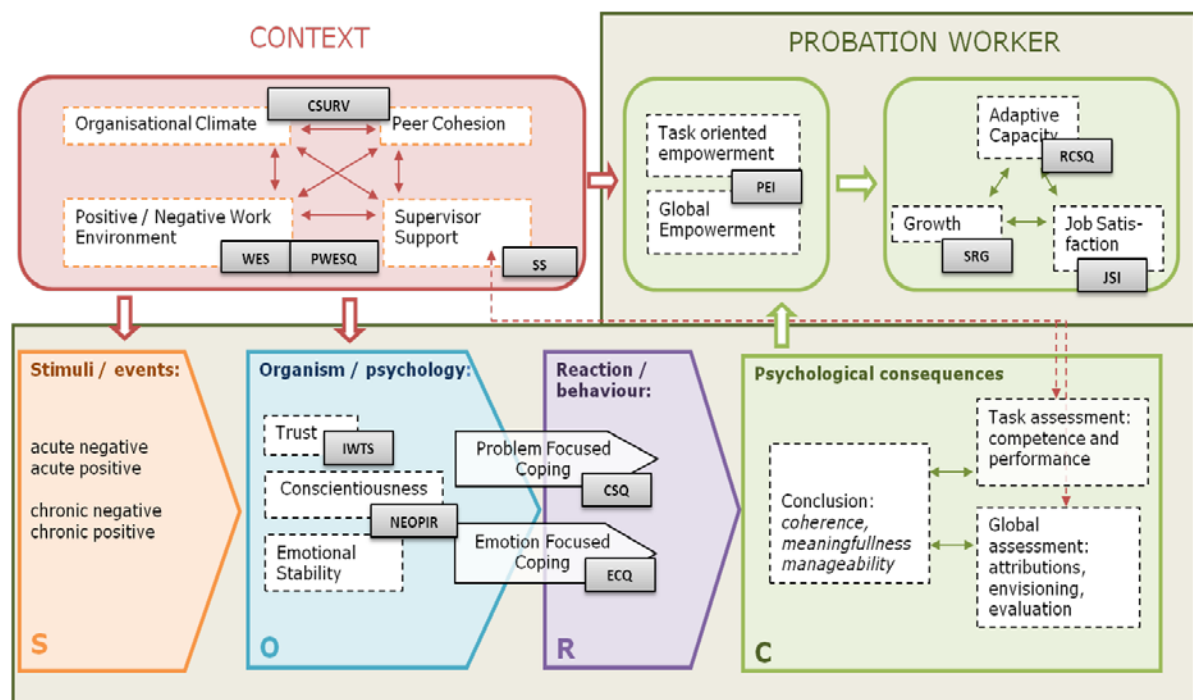 CONTEXT
CSURV
Organisational Climate
Peer Cohesion
Positive / Negative Work
Environment
WES
PWESQ
Supervisor
Support
SS
PROBATION WORKER
Task oriented
empowerment
PEI
Global
Empowerment
Adaptive
Capacity
RCSQ
Growth
SRG
Job Satis-
faction
JSI
Stimuli / events:
acute negative
acute positive
chronic negative
chronic positive
S
Organism / psychology:
Trust
IWTS
Conscientiousness
NEOPIR
Emotional
Stability
O
Reaction /
behaviour:
Problem Focused
Coping
CSQ
Emotion Focused
Coping
ECQ
R
Psychological consequences
Task assessment:
competence and
performance
Conclusion:
coherence,
meaningfullness
manageability
Global
assessment:
attributions,
envisioning,
evaluation
C